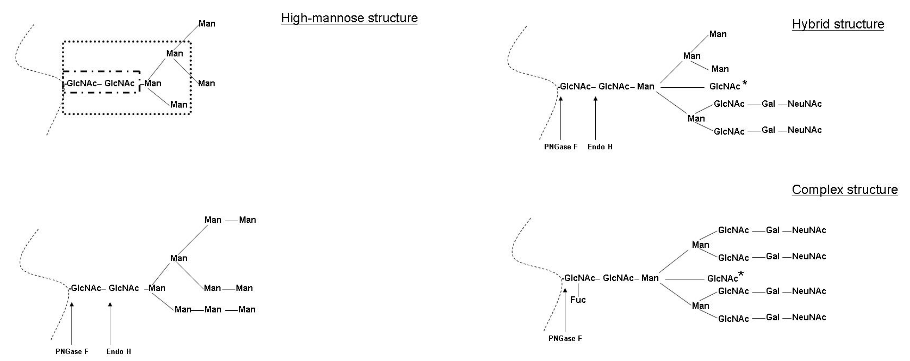 High-mannose structure
Man
Man
GlcNAc GlcNAc Man Man
Man
Hybrid structure
Man
Man
Man
GlcNAc GlcNAc Man GlcNAc *
GlcNAc Gal NeuNAc
Man
GlcNAc Gal NeuNAc
PNGase F Endo H
Man Man
Man
GlcNAc GlcNAc Man Man Man
Man Man Man
PNGase F Endo H
Complex structure
GlcNAc Gal NeuNAc
Man
GlcNAc Gal NeuNAc
GlcNAc GlcNAc Man GlcNAc*
Fuc
GlcNAc Gal NeuNAc
Man
GlcNAc Gal NeuNAc
PNGase F